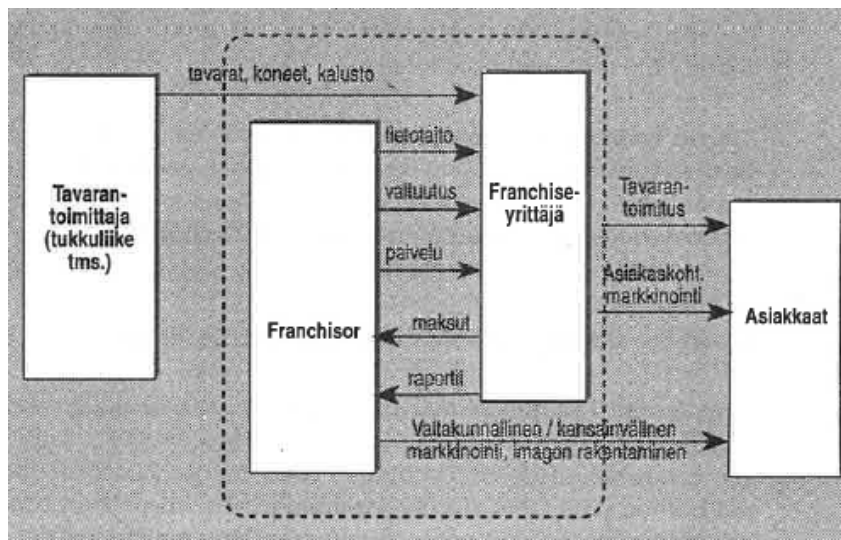 tavarat, koneet, kalusto
Tavaran-
toimittaja
(tukkuliike
tms.)
Franchisor
tietotaito
valtuutus
palvelu
maksut
raportit
Franchise-
yrittäjä
Tavaran-
toimitus
Asiakaskoht.
markkinointi
Asiakkaat
Valtakunnallinen / kansainvälinen
markkinointi, imagon rakentaminen